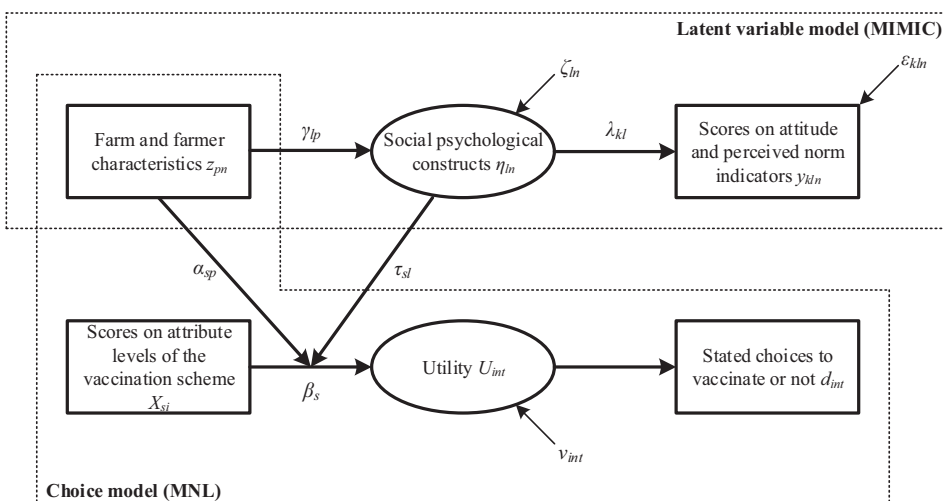 Latent variable model (MIMIC)
ζln
εkln
Farm and farmer
characteristics zpn
γlp
Social psychological
constructs ηln
λkl
Scores on attitude
and perceived norm
indicators ykln
αsp
τsl
Scores on attribute
levels of the
vaccination scheme
Xsi
βs
Utility Uint
Stated choices to
vaccinate or not dint
νint
Choice model (MNL)